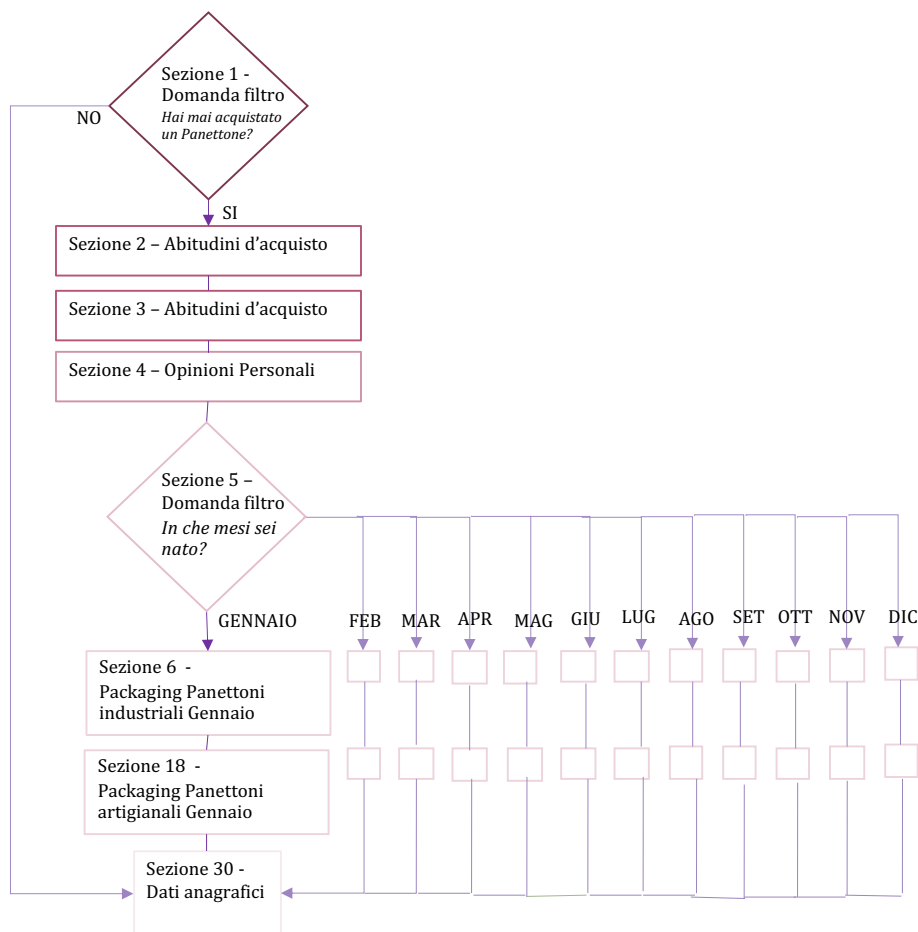 Sezione 1 -
Domanda filtro
Hai mai acquistato
un Panettone?
NO
SI
Sezione 2 – Abitudini d'acquisto
Sezione 3 – Abitudini d'acquisto
Sezione 4 – Opinioni Personali
Sezione 5 –
Domanda filtro
In che mesi sei
nato?
GENNAIO
FEB
MAR
APR
MAG
GIU
LUG
AGO
SET
OTT
NOV
DIC
Sezione 6 -
Packaging Panettoni
industriali Gennaio
Sezione 18 -
Packaging Panettoni
artigianali Gennaio
Sezione 30 -
Dati anagrafici